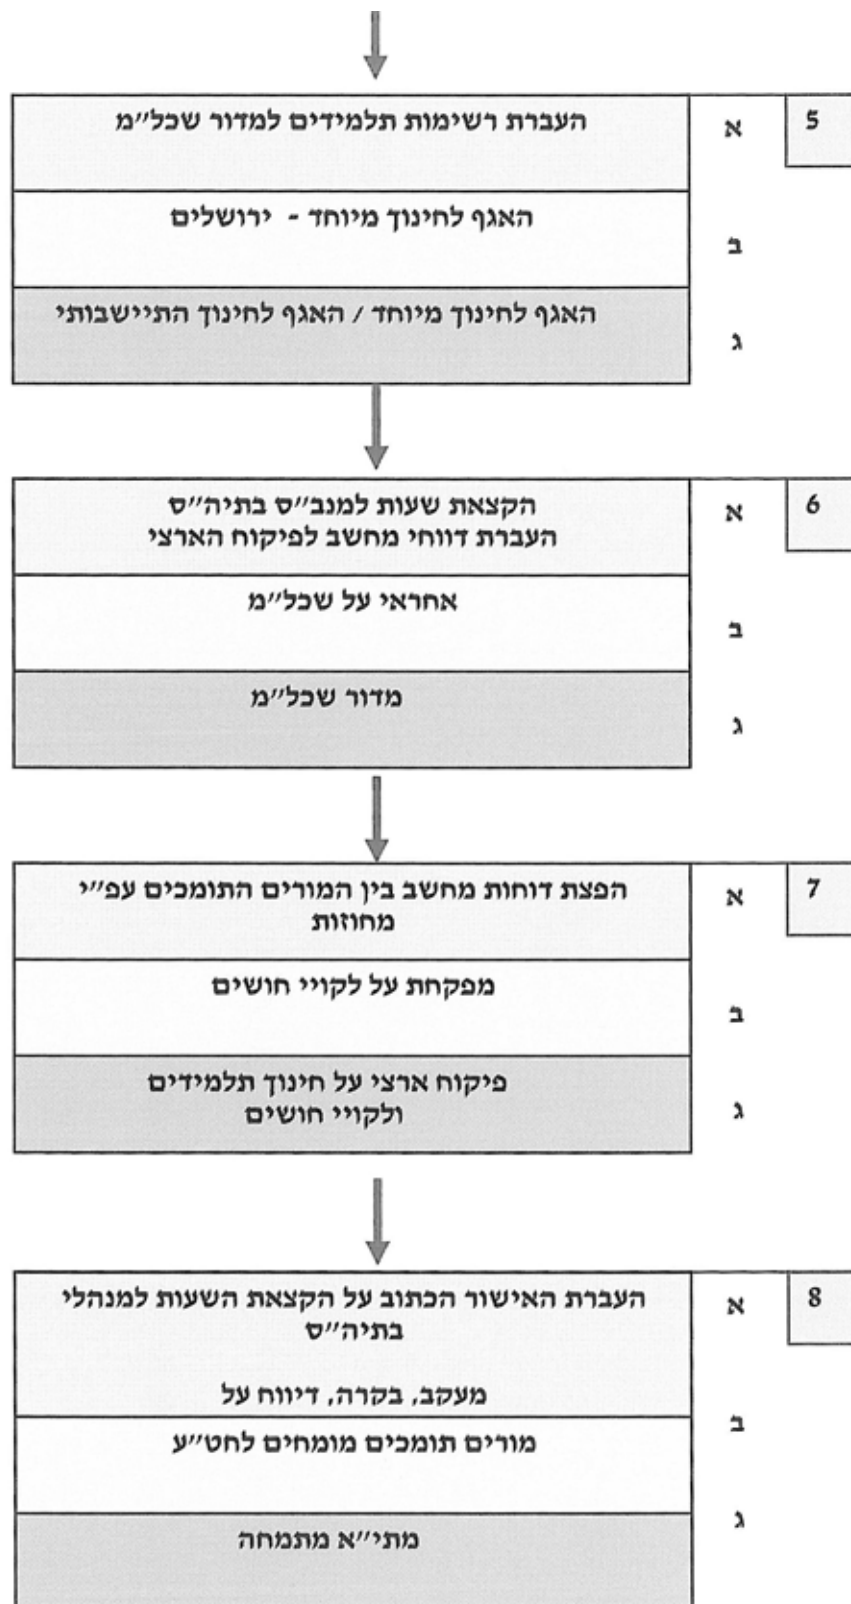 5
א
העברת רשימות תלמידים למדור שכל״מ
ב
האגף לחינוך מיוחד - ירושלים
ג
האגף לחינוך מיוחד / האגף לחינוך התיישבותי
6
א
הקצאת שעות למנב״ס בתיה״ס
העברת דווחי מחשב לפיקוח הארצי
ב
אחראי על שכל״מ
ג
מדור שכל״מ
7
א
הפצת דוחות מחשב בין המורים התומכים עפ״י
מחוזות
ב
מפקחת על לקויי חושים
ג
פיקוח ארצי על חינוך תלמידים
ולקויי חושים
8
א
העברת האישור הכתוב על הקצאת השעות למנהלי
בתיה״ס
מעקב, בקרה, דיווח על
ב
מורים תומכים מומחים לחט״ע
ג
מתי״א מתמחה